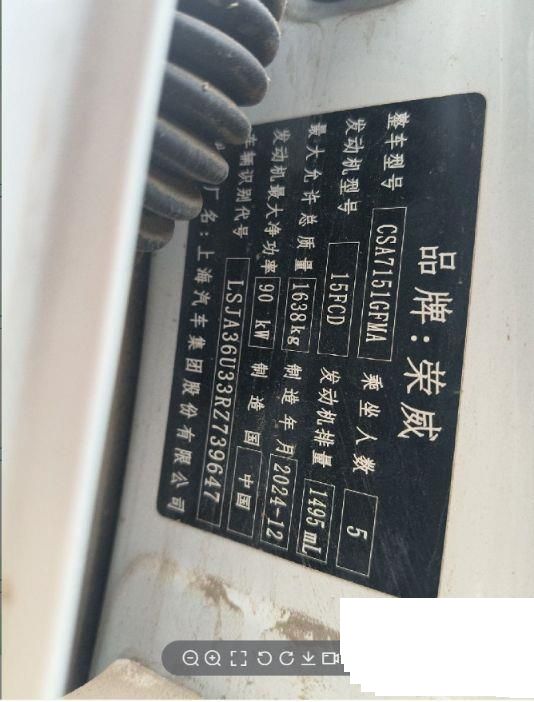 品牌:荣威
整车型号 CSA7151GFMA 乘坐人数 5
发动机型号 15FCD 发动机排量 1495 mL
最大允许总质量 1638kg 制造年月 2024-12
发动机最大净功率 90 kW 制造国 中国
车辆识别代号 LSJA36U33RZ739647
厂名:上海汽车集团股份有限公司